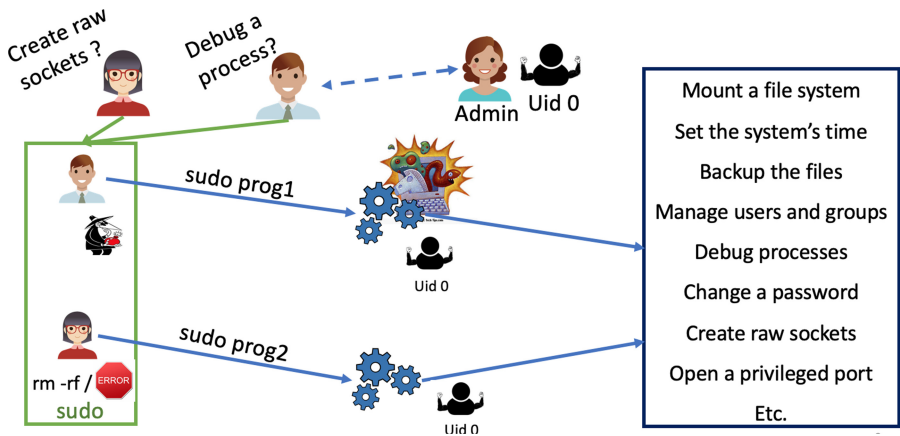 Create raw
sockets ?
Debug a
process?
Admin
Uid 0
sudo prog1
Uid 0
sudo prog2
Uid 0
rm -rf /
ERROR
sudo
Mount a file system
Set the system's time
Backup the files
Manage users and groups
Debug processes
Change a password
Create raw sockets
Open a privileged port
Etc.